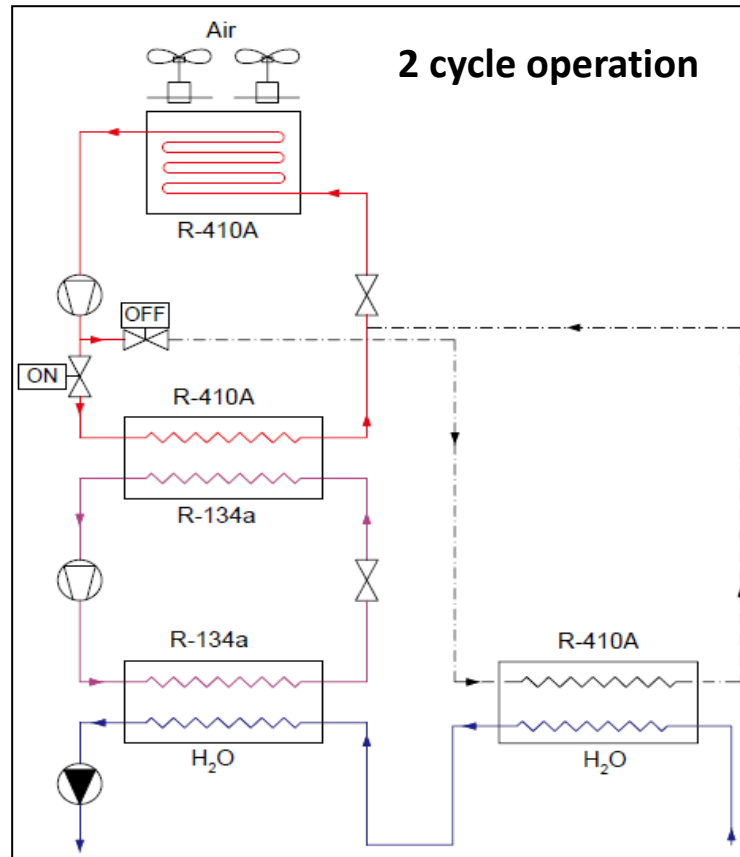 Air
2 cycle operation
R-410A
OFF
ON
R-410A
R-134a
R-134a
R-410A
H₂O
H₂O